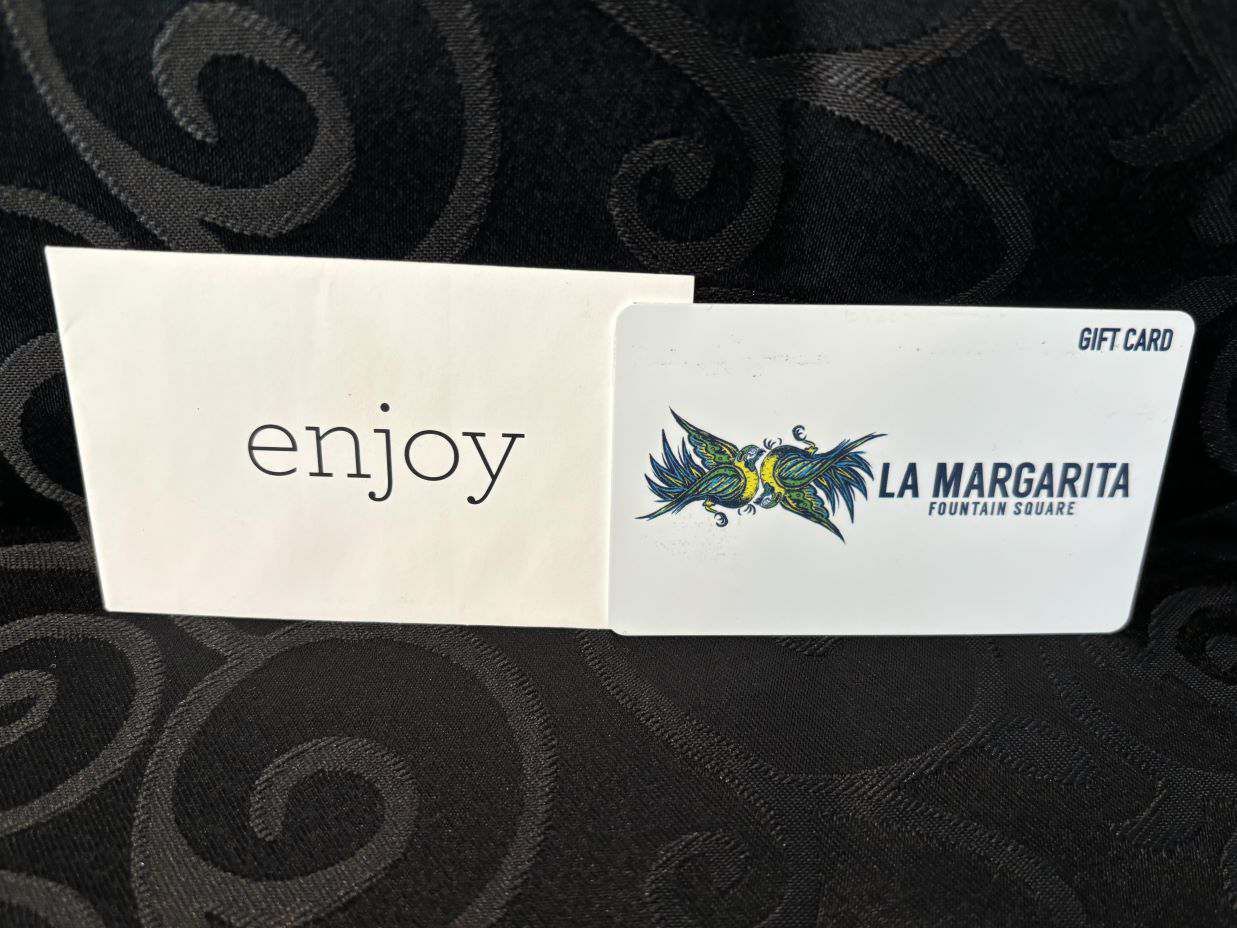 enjoy
GIFT CARD
LA MARGARITA
FOUNTAIN SQUARE